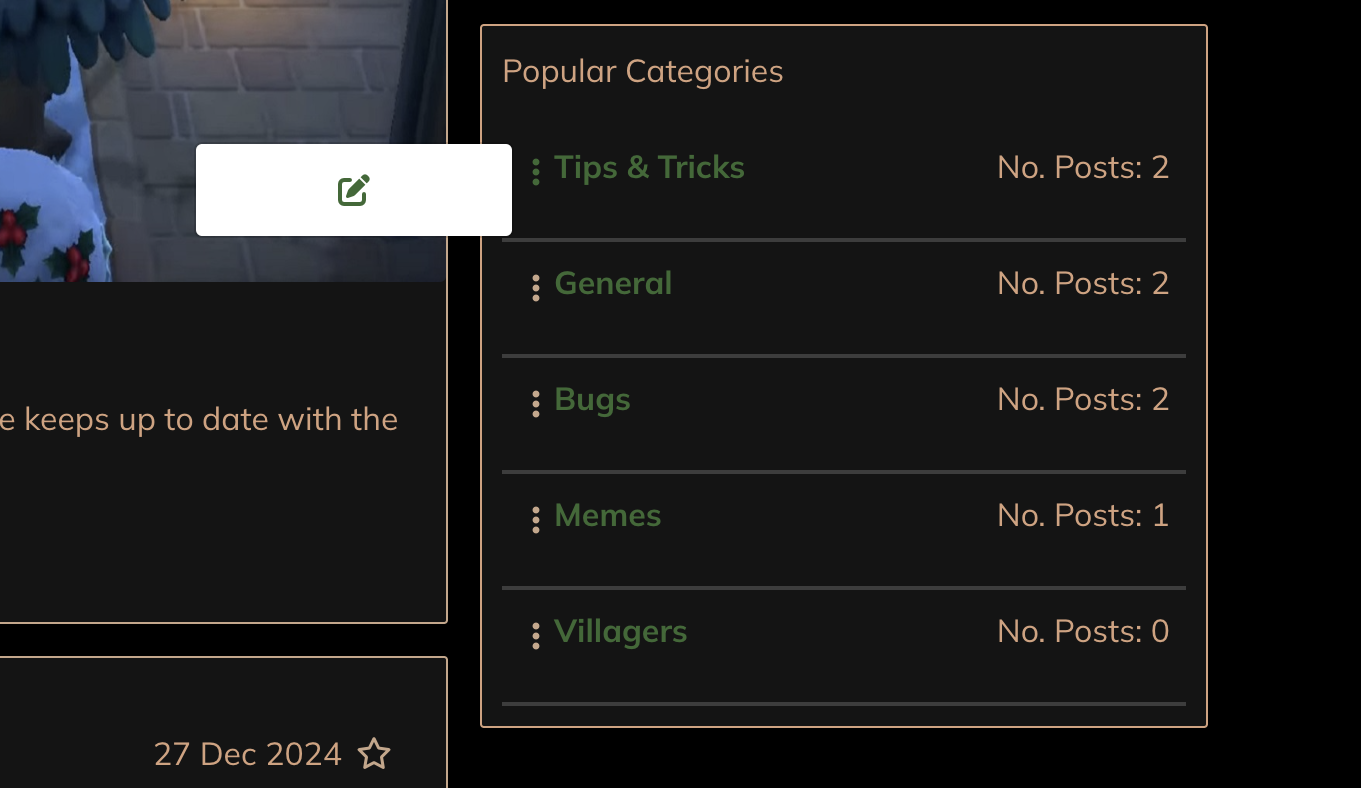 Popular Categories
Tips & Tricks No. Posts: 2
General No. Posts: 2
Bugs No. Posts: 2
Memes No. Posts: 1
Villagers No. Posts: 0
e keeps up to date with the
27 Dec 2024